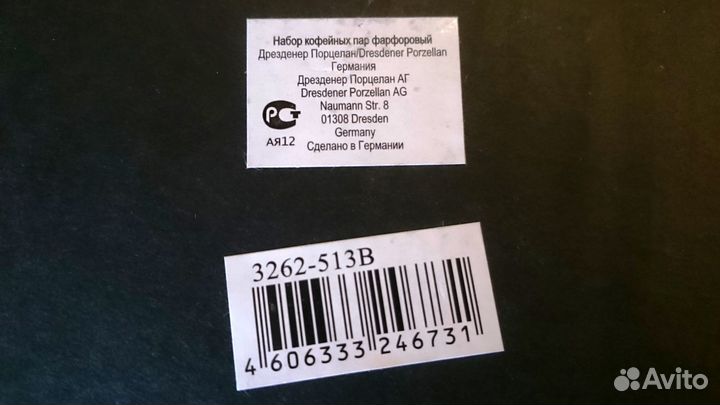 Набор кофейных пар фарфоровый
Дрезденер Порцелан/Dresdener Porzellan
Германия
Дрезденер Порцелан АГ
Dresdener Porzellan AG
Naumann Str. 8
01308 Dresden
Germany
Сделано в Германии
РСТ
АЯ12
3262-513B
4 606333 246731
Avito